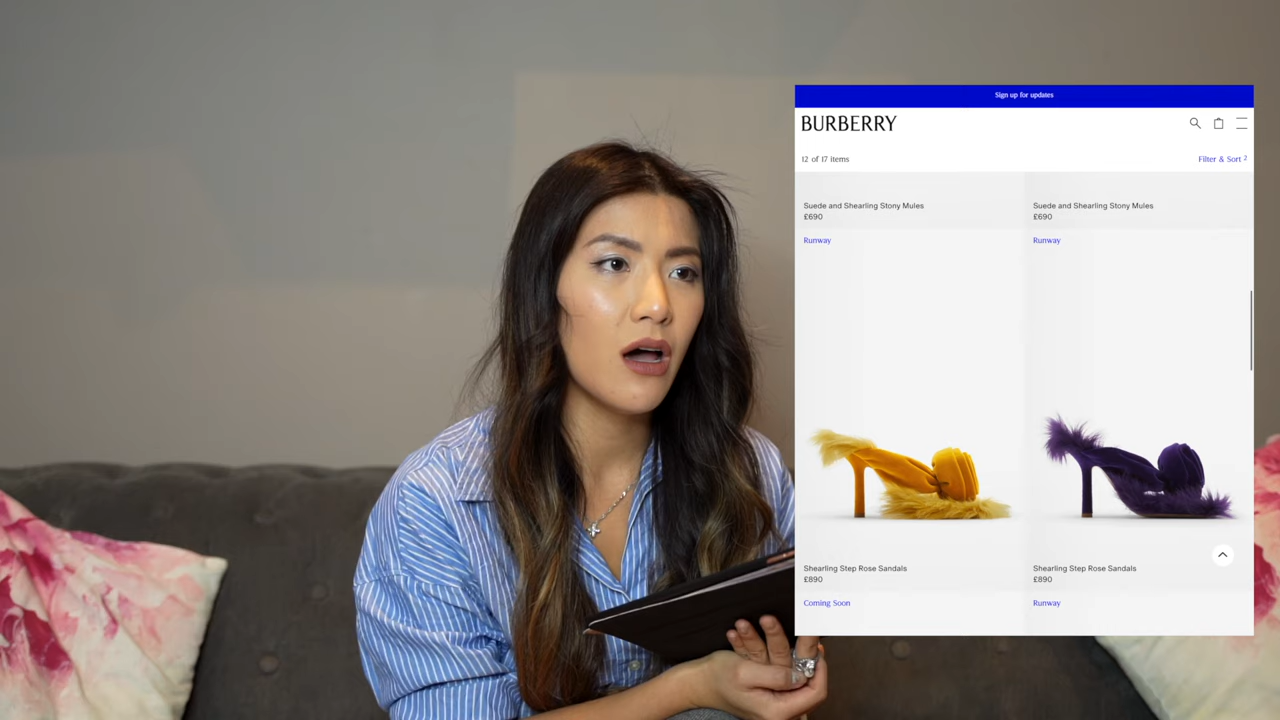 Sign up for updates
BURBERRY
12 of 17 items
Filter & Sort 2
Suede and Shearling Stony Mules
£690
Suede and Shearling Stony Mules
£690
Runway
Runway
Shearling Step Rose Sandals
£890
Shearling Step Rose Sandals
£890
Coming Soon
Runway